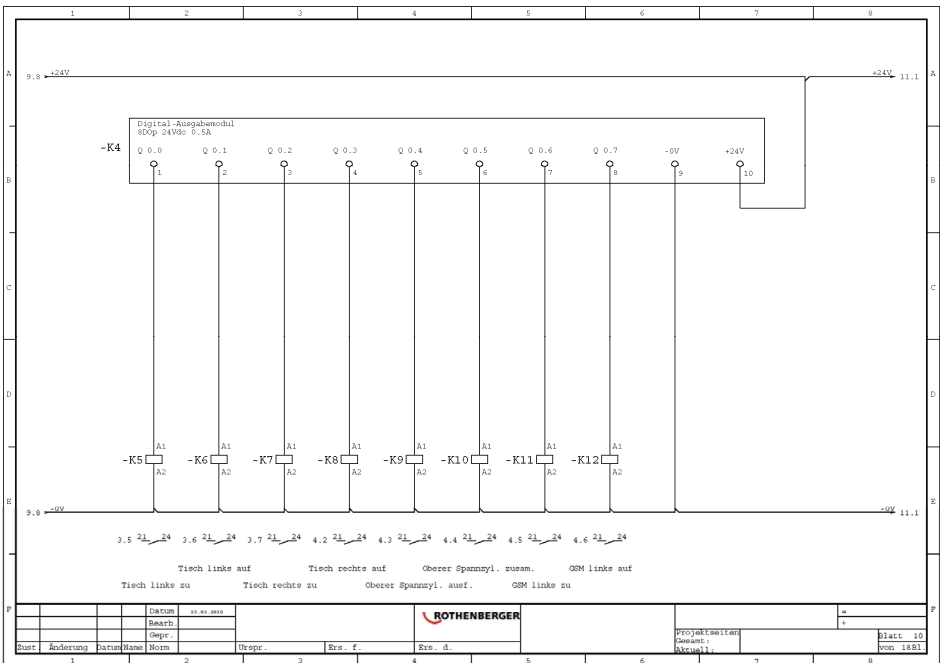 1 2 3 4 5 6 7 8
A A
9.8 +24V +24V 11.1
Digital-Ausgabemodul
8DOp 24Vdc 0.5A
-K4
Q 0.0 Q 0.1 Q 0.2 Q 0.3 Q 0.4 Q 0.5 Q 0.6 Q 0.7 -0V +24V
1 2 3 4 5 6 7 8 9 10
B B
C C
D D
A1 A1 A1 A1 A1 A1 A1 A1
-K5 -K6 -K7 -K8 -K9 -K10 -K11 -K12
A2 A2 A2 A2 A2 A2 A2 A2
E E
9.8 -0V -0V 11.1
3.5 21 24 3.6 21 24 3.7 21 24 4.2 21 24 4.3 21 24 4.4 21 24 4.5 21 24 4.6 21 24
Tisch links auf Tisch rechts auf Oberer Spannzyl. zusam. GSM links auf
Tisch links zu Tisch rechts zu Oberer Spannzyl. ausf. GSM links zu
F F
Datum 23.03.2010 ROTHENBERGER =
Bearb. +
Gepr. Projektseiten
Gesamt: Blatt 10
Zust. Änderung Datum Name Norm Urspr. Ers. f. Ers. d. Aktuell: von 18Bl.
1 2 3 4 5 6 7 8